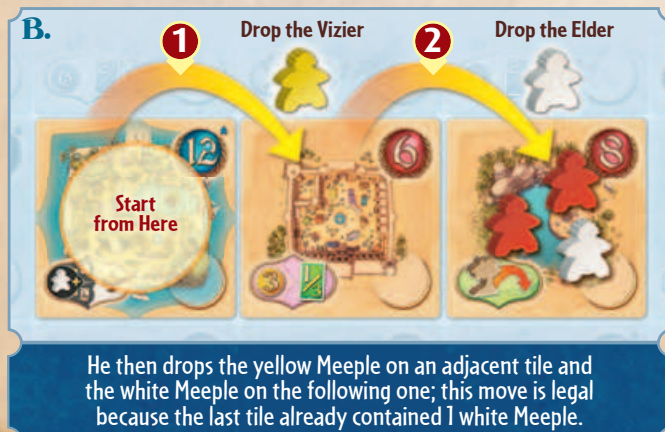 B.
1
Drop the Vizier
2
Drop the Elder
12
6
8
Start
from Here
3
1/3
He then drops the yellow Meeple on an adjacent tile and
the white Meeple on the following one; this move is legal
because the last tile already contained 1 white Meeple.